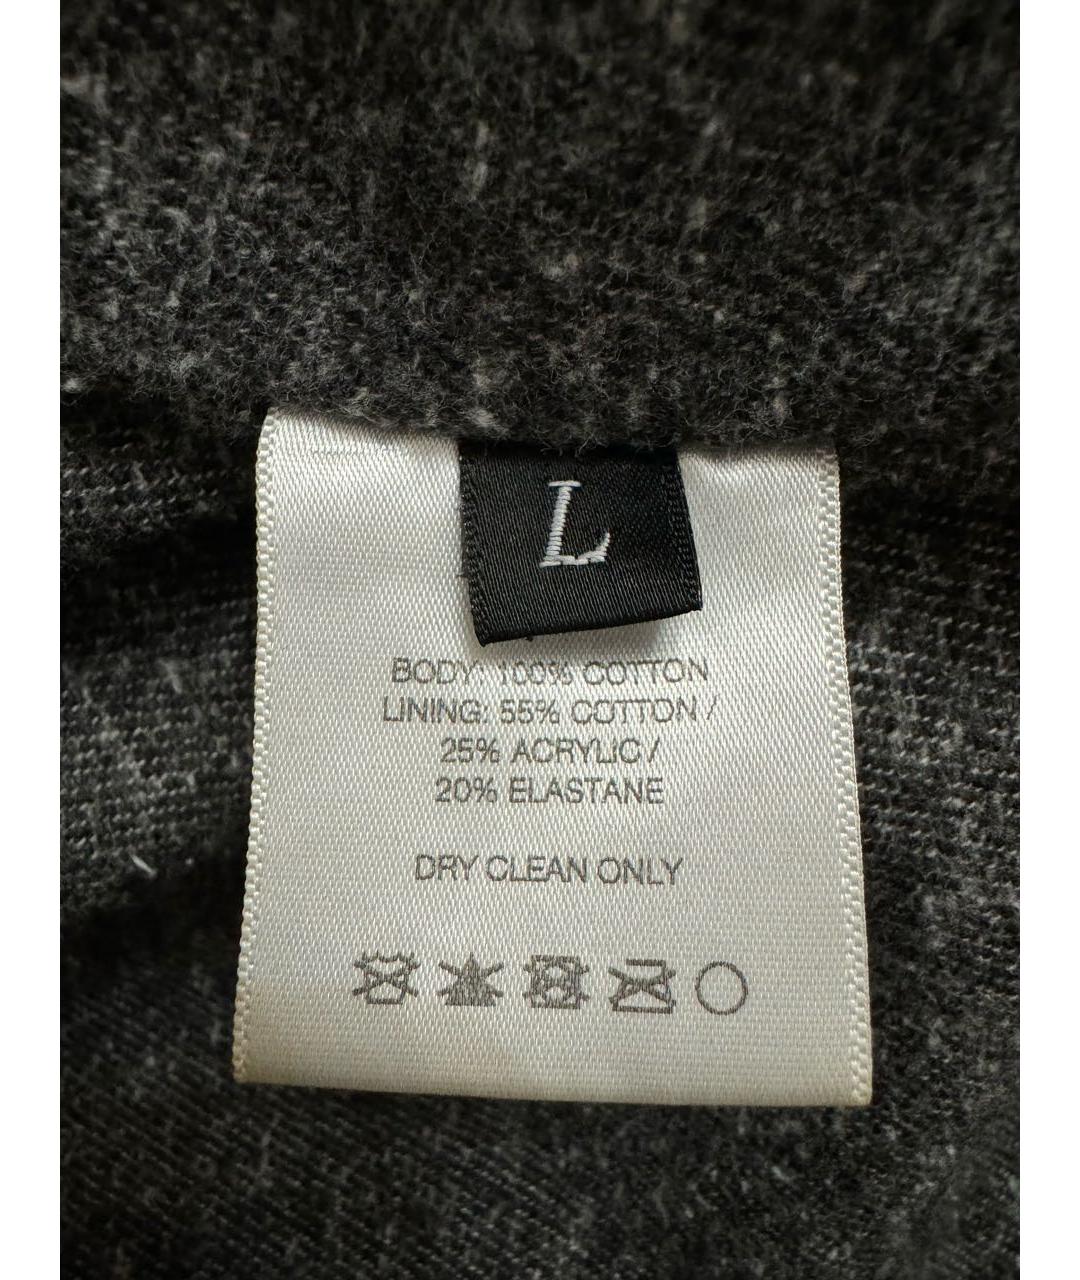 L
BODY: 100% COTTON
LINING: 55% COTTON /
25% ACRYLIC /
20% ELASTANE
DRY CLEAN ONLY